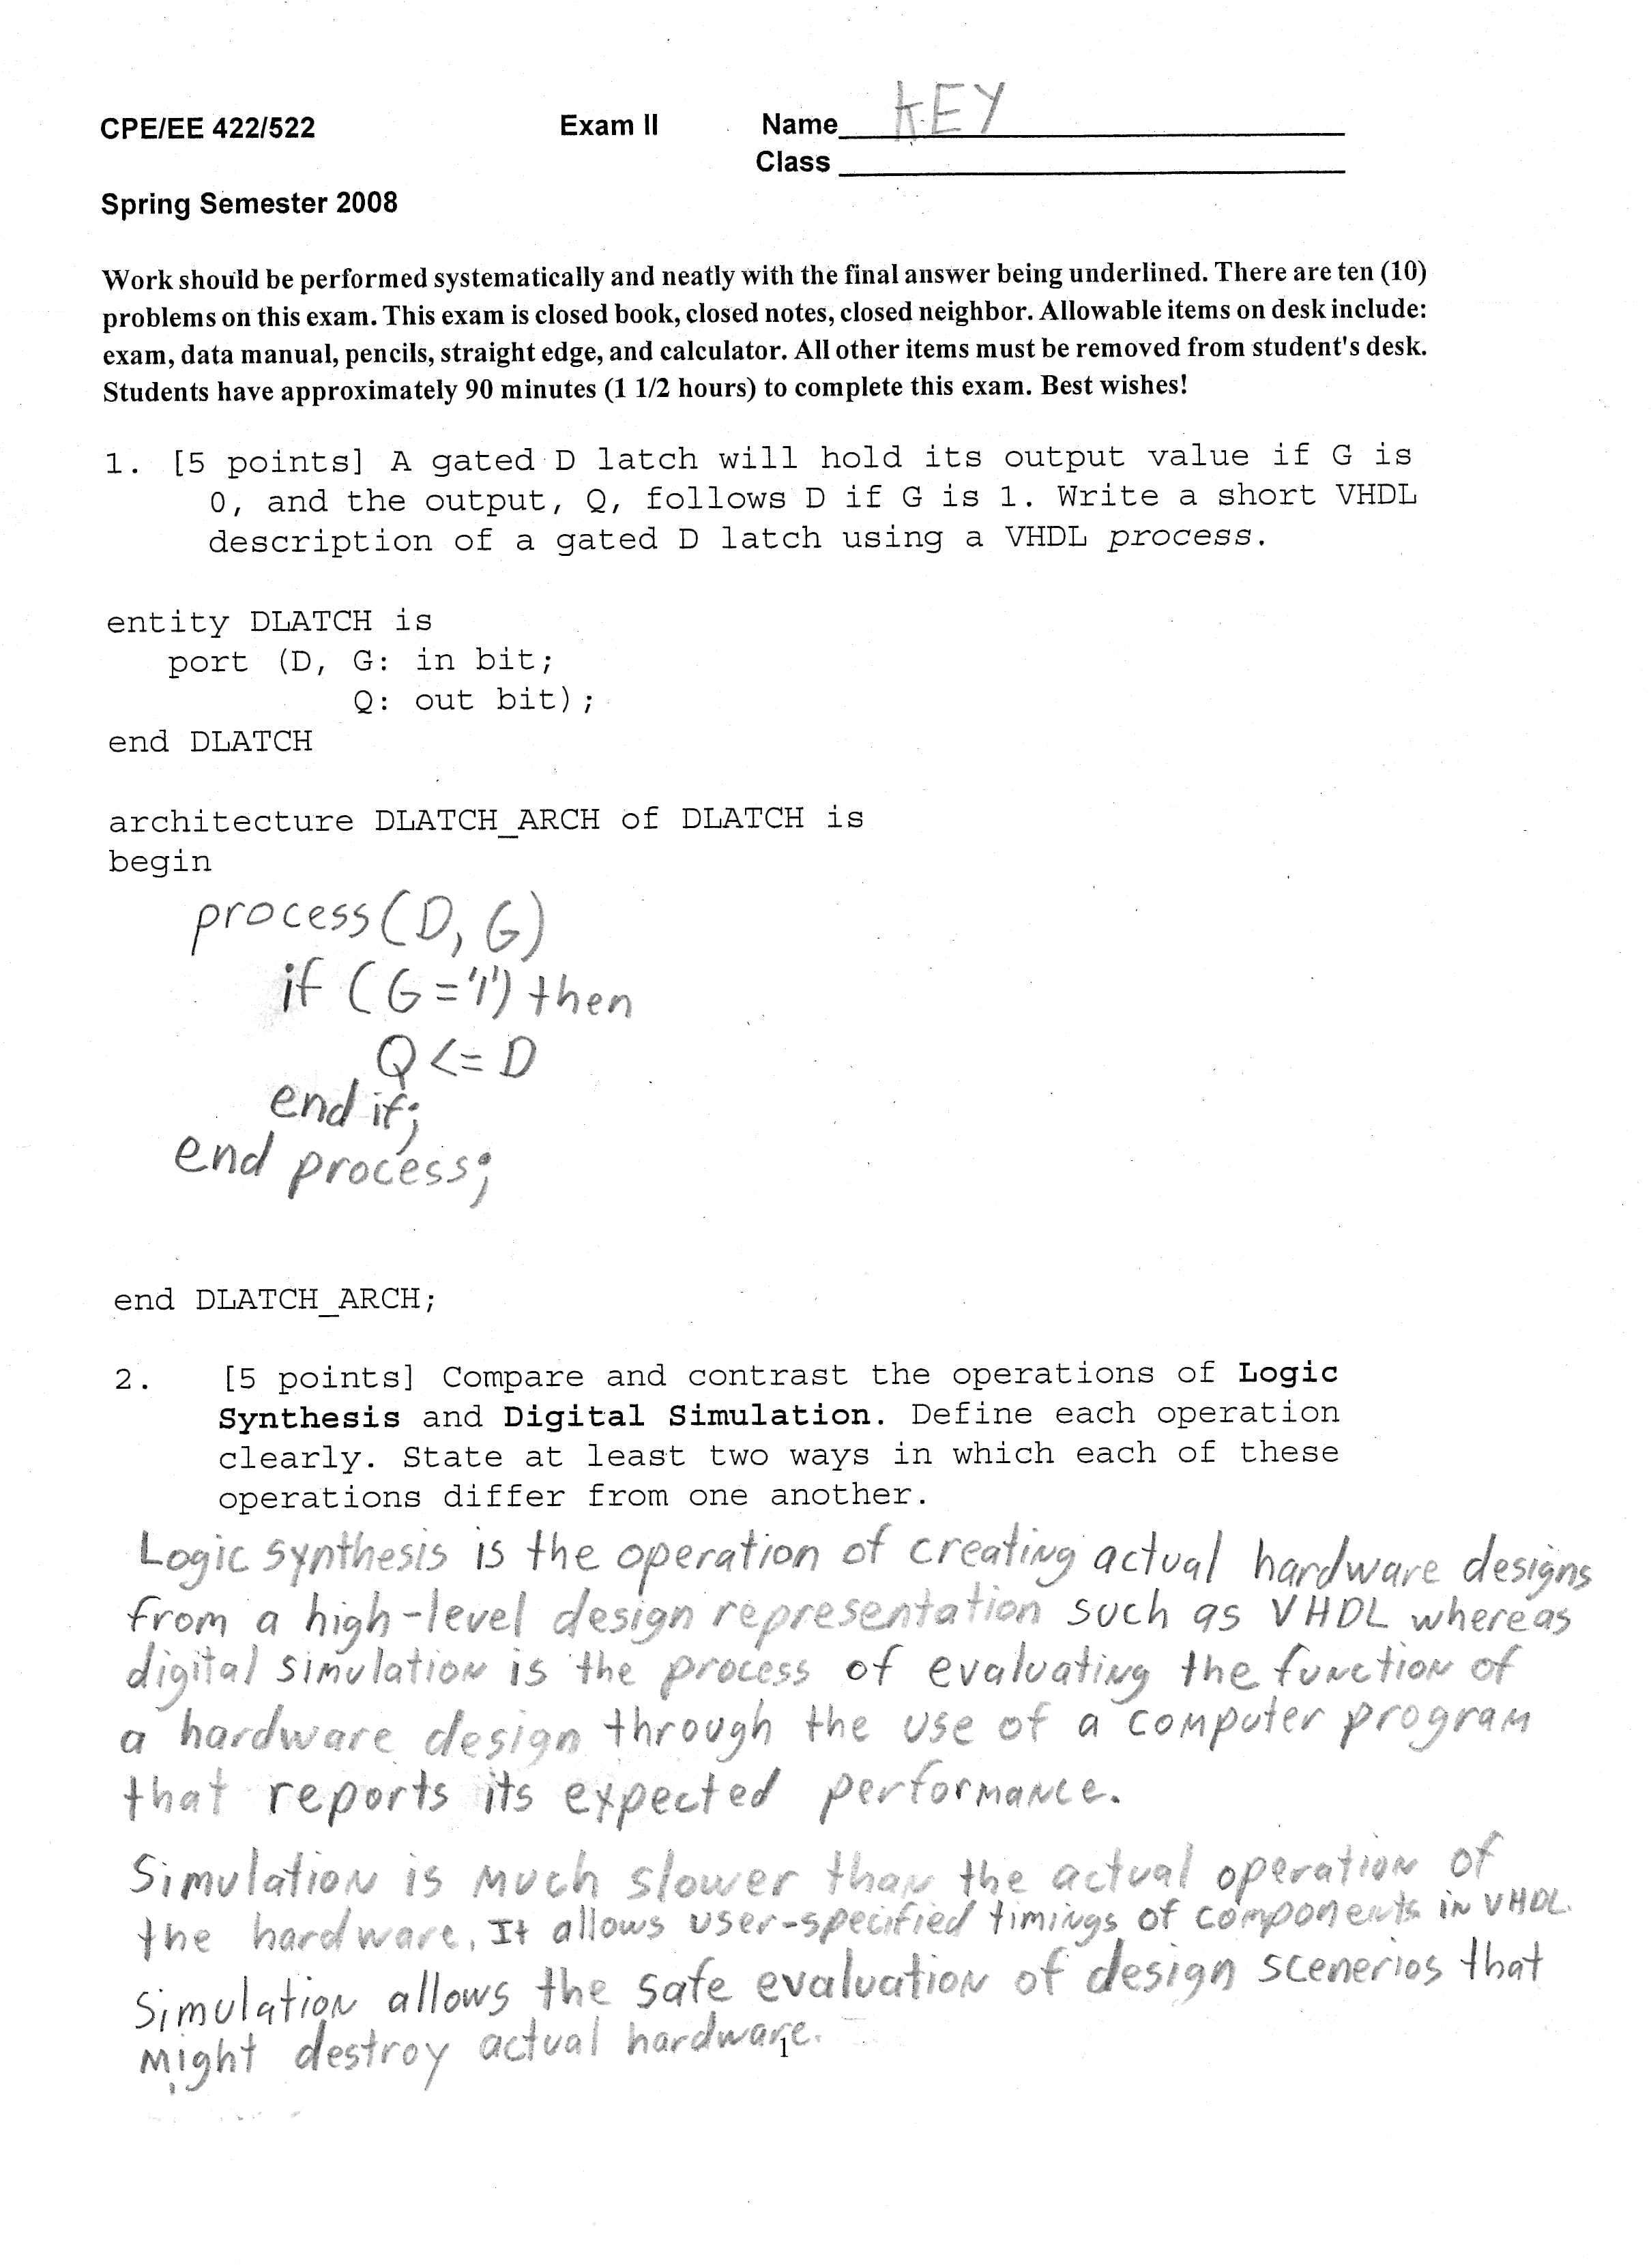 CPE/EE 422/522 Exam II Name KEY
Class
Spring Semester 2008
Work should be performed systematically and neatly with the final answer being underlined. There are ten (10)
problems on this exam. This exam is closed book, closed notes, closed neighbor. Allowable items on desk include:
exam, data manual, pencils, straight edge, and calculator. All other items must be removed from student's desk.
Students have approximately 90 minutes (1 1/2 hours) to complete this exam. Best wishes!
1. [5 points] A gated D latch will hold its output value if G is
0, and the output, Q, follows D if G is 1. Write a short VHDL
description of a gated D latch using a VHDL process.
entity DLATCH is
port (D, G: in bit;
Q: out bit);
end DLATCH
architecture DLATCH_ARCH of DLATCH is
begin
process(D, G)
if (G='1') then
Q <= D
end if;
end process;
end DLATCH_ARCH;
2. [5 points] Compare and contrast the operations of Logic
Synthesis and Digital Simulation. Define each operation
clearly. State at least two ways in which each of these
operations differ from one another.
Logic synthesis is the operation of creating actual hardware designs
from a high-level design representation such as VHDL whereas
digital simulation is the process of evaluating the function of
a hardware design through the use of a computer program
that reports its expected performance.
Simulation is much slower than the actual operation of
the hardware. It allows user-specified timings of components in VHDL.
Simulation allows the safe evaluation of design scenerios that
might destroy actual hardware.
1